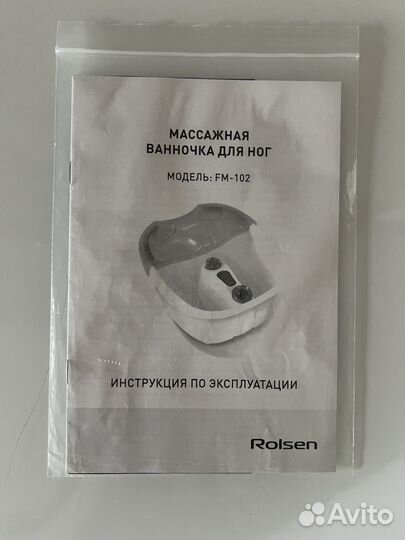 МАССАЖНАЯ
ВАННОЧКА ДЛЯ НОГ
МОДЕЛЬ: FM-102
ИНСТРУКЦИЯ ПО ЭКСПЛУАТАЦИИ
Rolsen
Avito